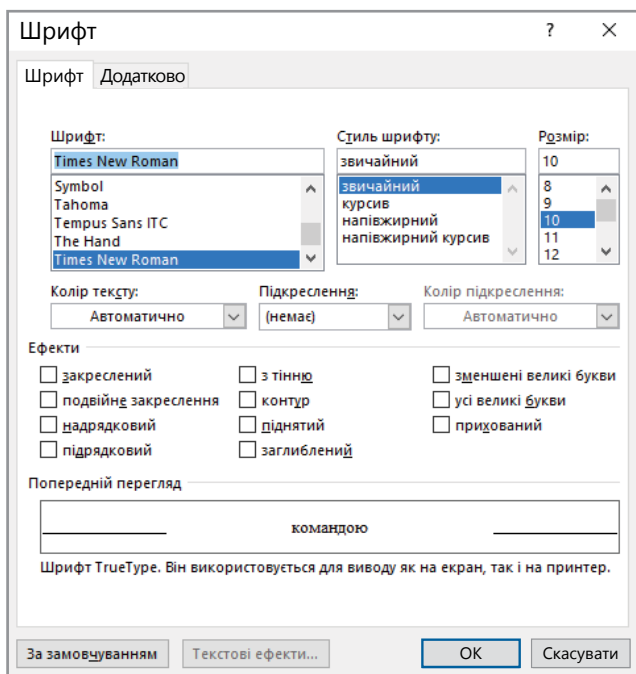 Шрифт ? ×
Шрифт Додатково
Шрифт: Стиль шрифту: Розмір:
Times New Roman звичайний 10
Symbol звичайний 8
Tahoma курсив 9
Tempus Sans ITC напівжирний 10
The Hand напівжирний курсив 11
Times New Roman 12
Колір тексту: Підкреслення: Колір підкреслення:
Автоматично (немає) Автоматично
Ефекти
закреслений з тінню зменшені великі букви
подвійне закреслення контур усі великі букви
надрядковий піднятий прихований
підрядковий заглиблений
Попередній перегляд
командою
Шрифт TrueType. Він використовується для виводу як на екран, так і на принтер.
За замовчуванням Текстові ефекти... ОК Скасувати